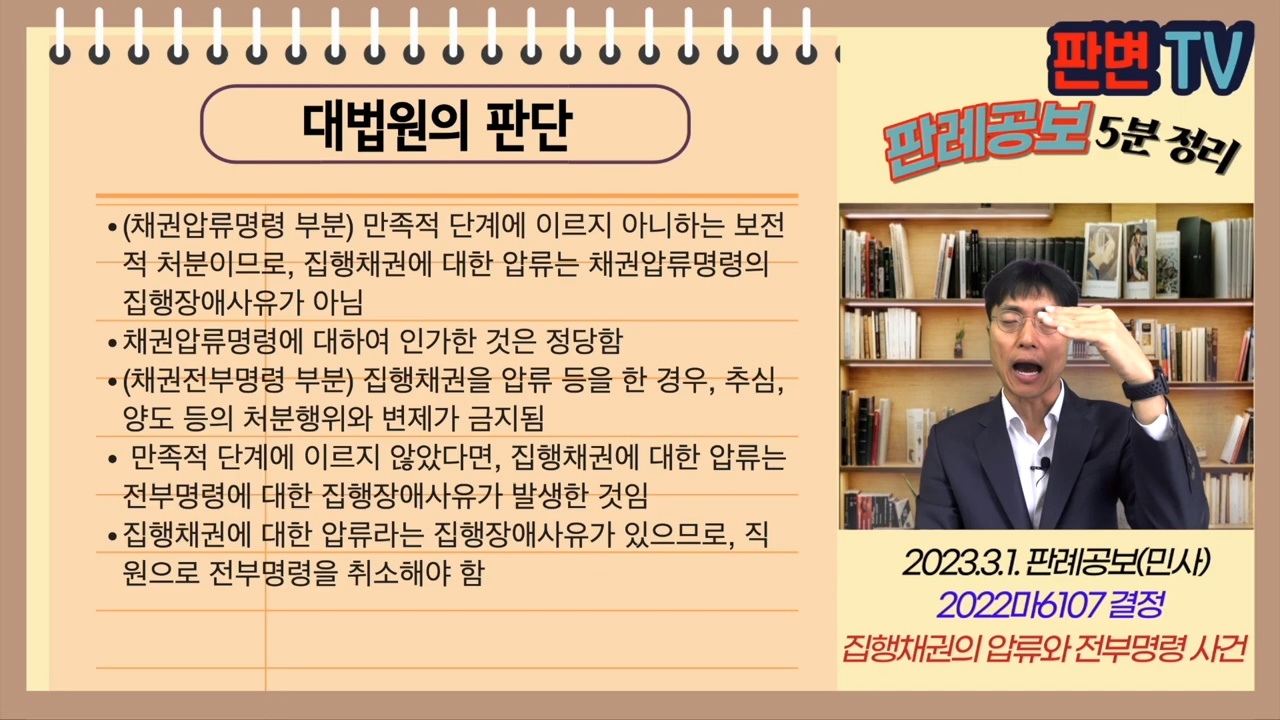 대법원의 판단
• (채권압류명령 부분) 만족적 단계에 이르지 아니하는 보전
적 처분이므로, 집행채권에 대한 압류는 채권압류명령의
집행장애사유가 아님
• 채권압류명령에 대하여 인가한 것은 정당함
• (채권전부명령 부분) 집행채권을 압류 등을 한 경우, 추심,
양도 등의 처분행위와 변제가 금지됨
• 만족적 단계에 이르지 않았다면, 집행채권에 대한 압류는
전부명령에 대한 집행장애사유가 발생한 것임
• 집행채권에 대한 압류라는 집행장애사유가 있으므로, 직
원으로 전부명령을 취소해야 함
판변 TV
판례공보 5분 정리
2023.3.1. 판례공보(민사)
2022마6107 결정
집행채권의 압류와 전부명령 사건